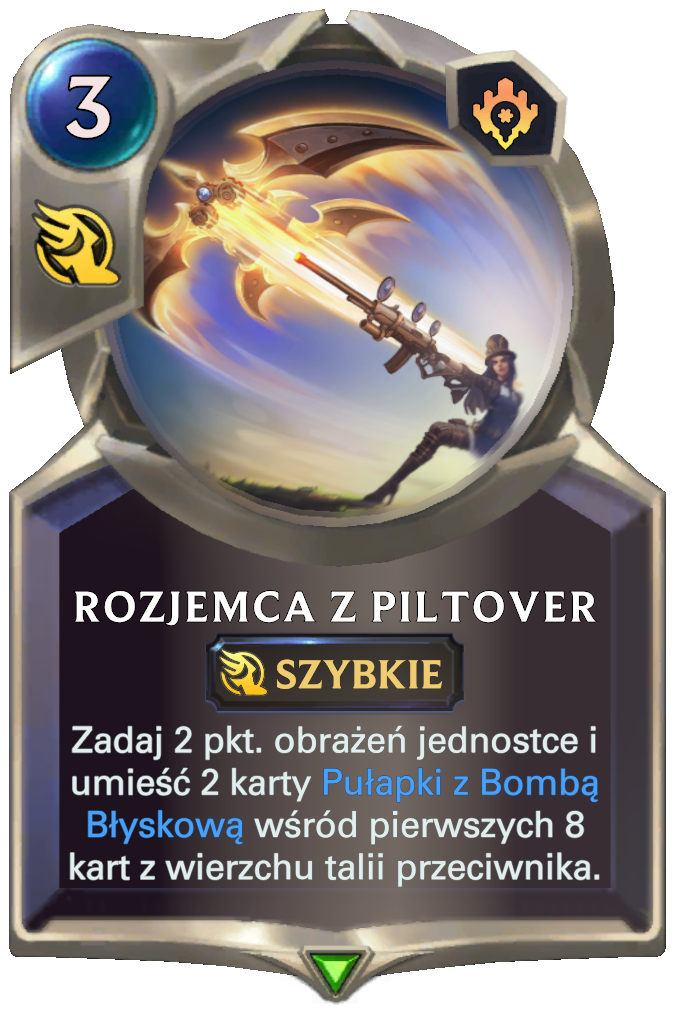 3
ROZJEMCA Z PILTOVER
SZYBKIE
Zadaj 2 pkt. obrażeń jednostce i
umieść 2 karty Pułapki z Bombą
Błyskową wśród pierwszych 8
kart z wierzchu talii przeciwnika.